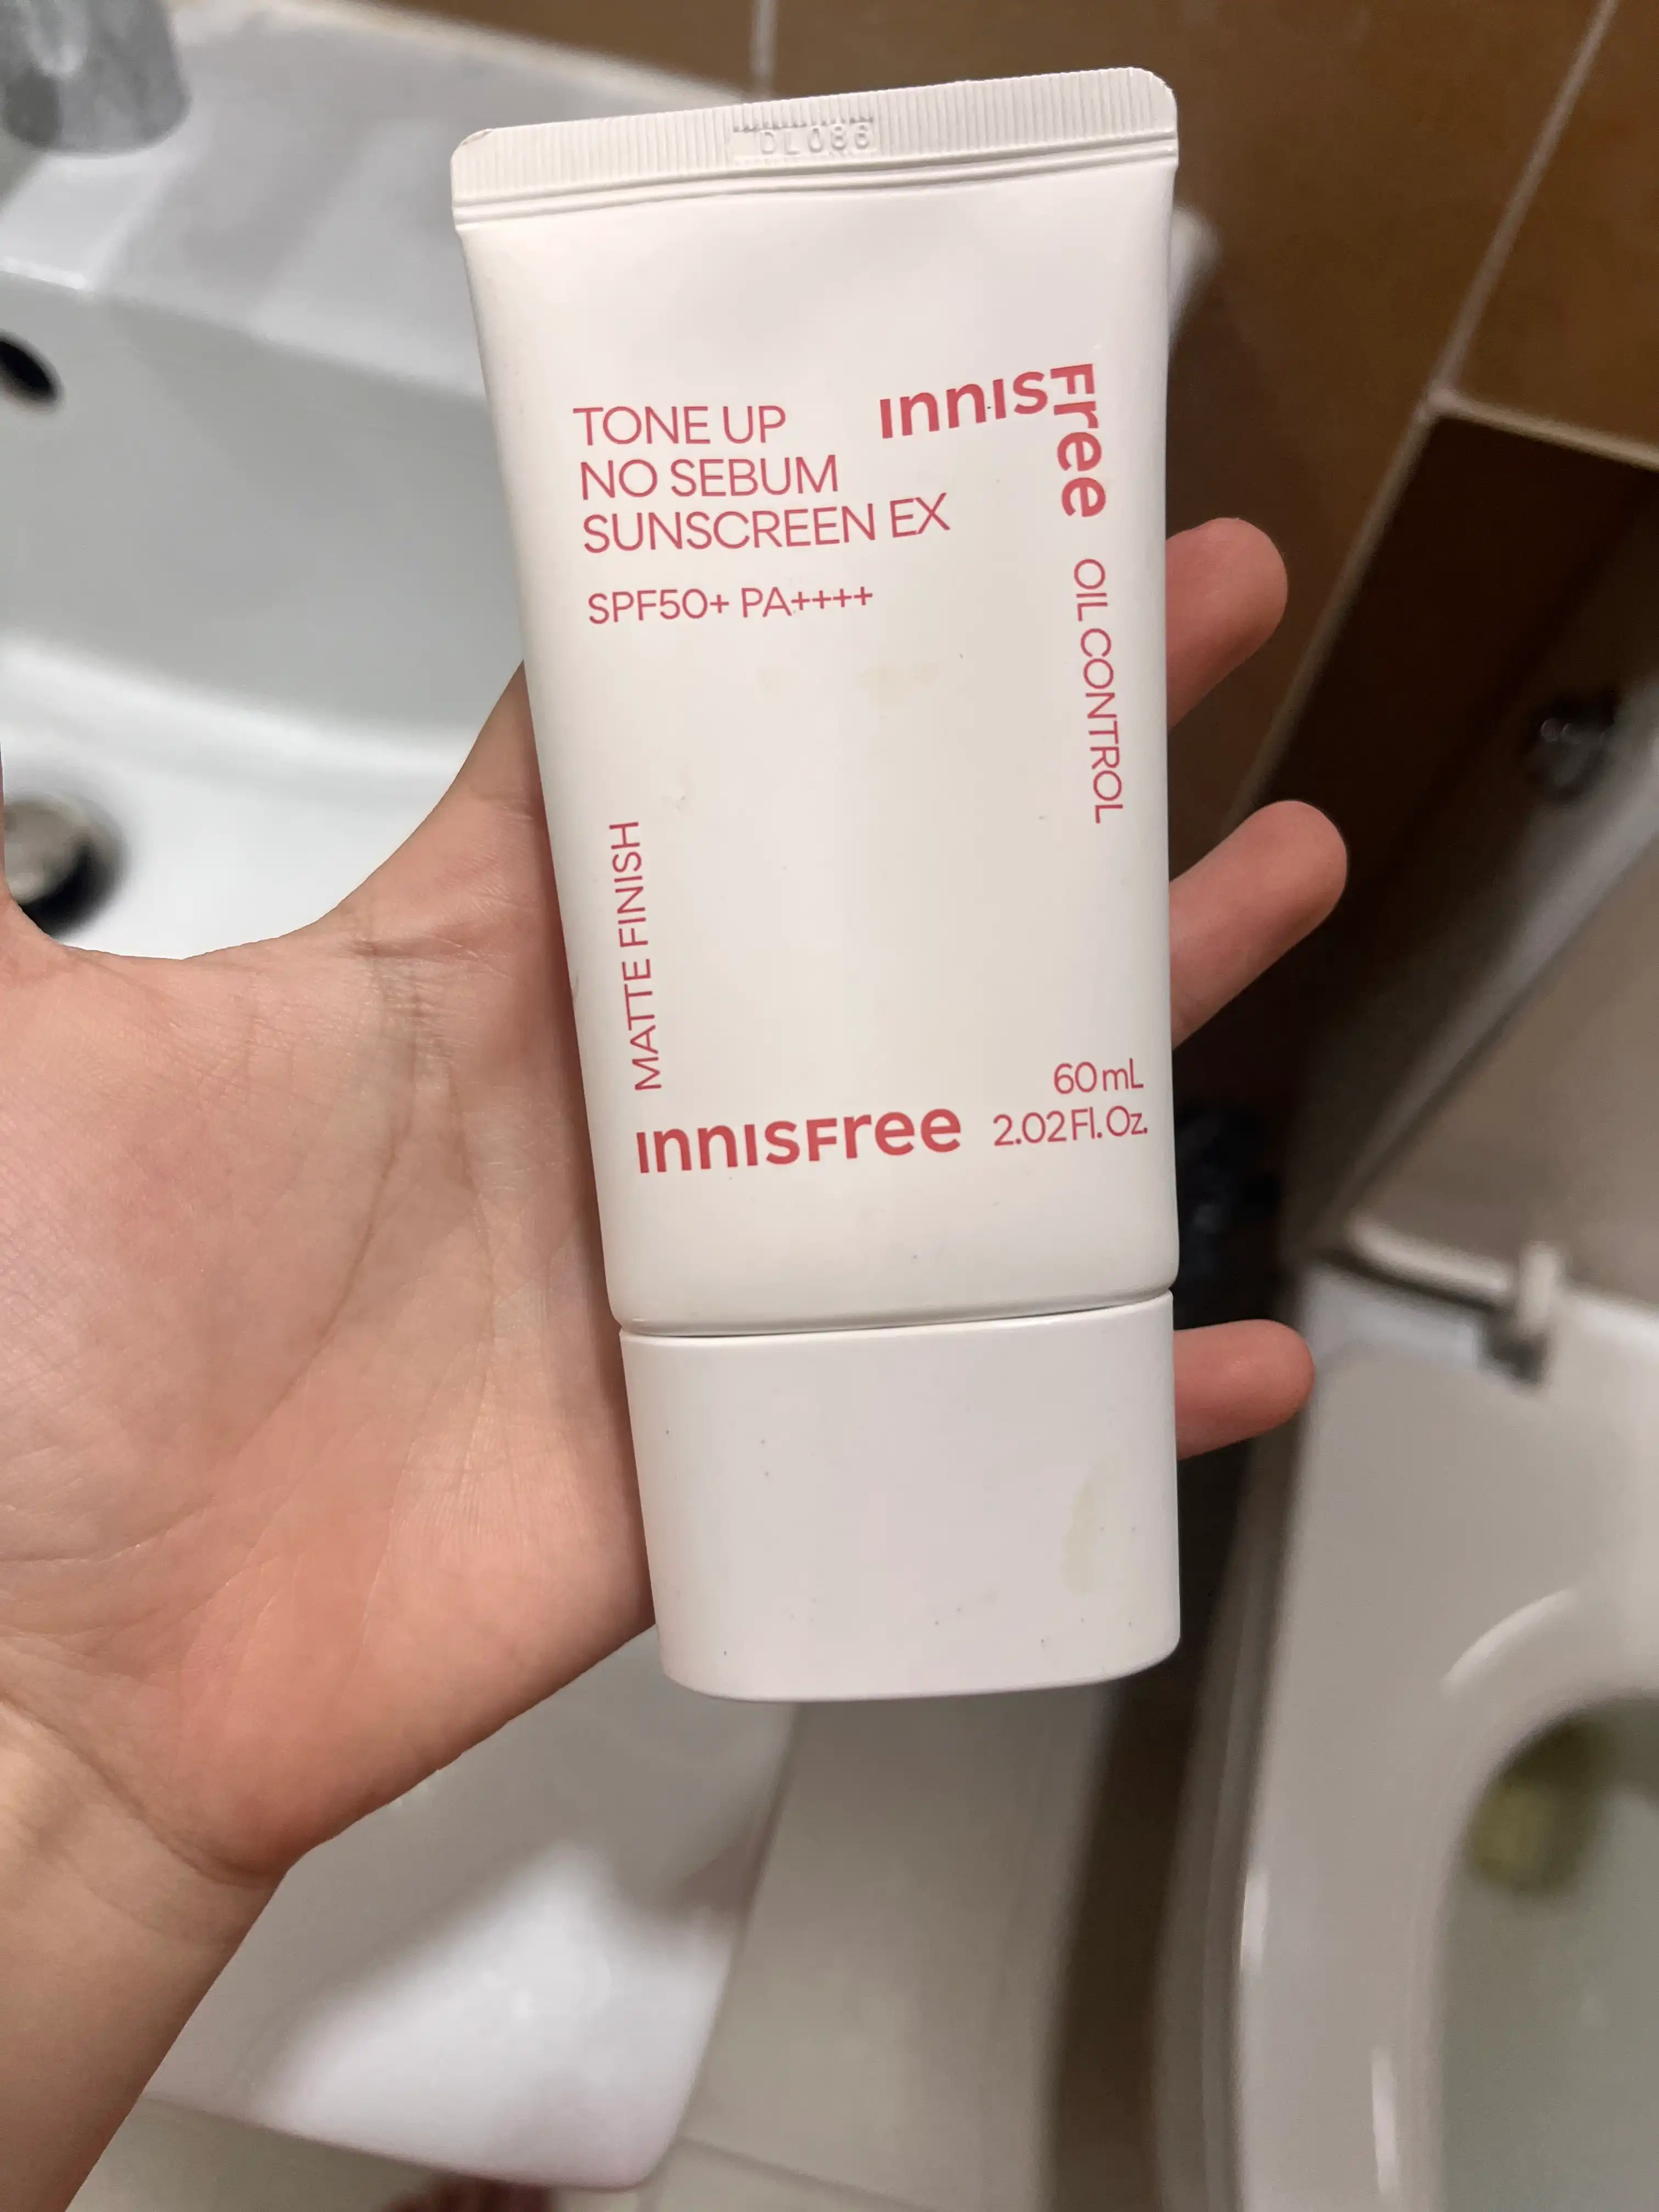 DL086
TONE UP
NO SEBUM
SUNSCREEN EX
SPF50+ PA++++
INNISFree
OIL CONTROL
MATTE FINISH
INNISFree
60mL
2.02Fl.Oz.